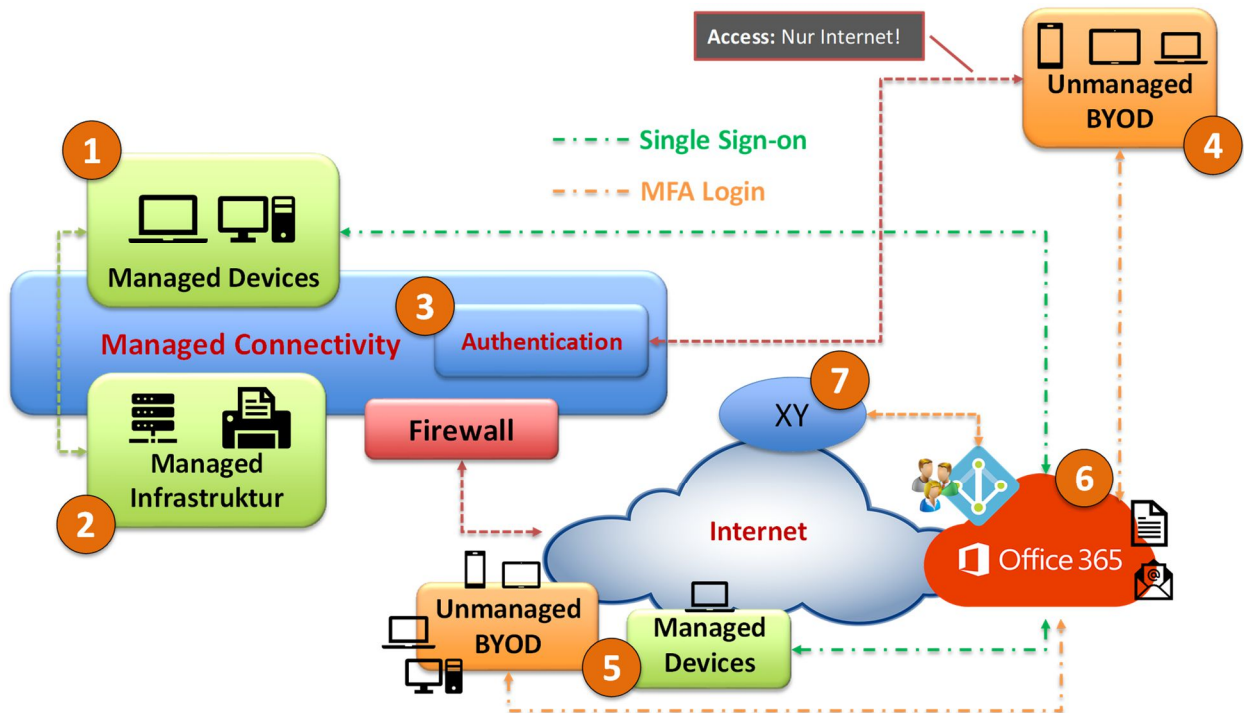 Access: Nur Internet!
Unmanaged
BYOD
4
1
Single Sign-on
MFA Login
Managed Devices
3
Managed Connectivity
Authentication
7
XY
Firewall
Managed
Infrastruktur
2
6
Internet
Office 365
@
Unmanaged
BYOD
5
Managed
Devices